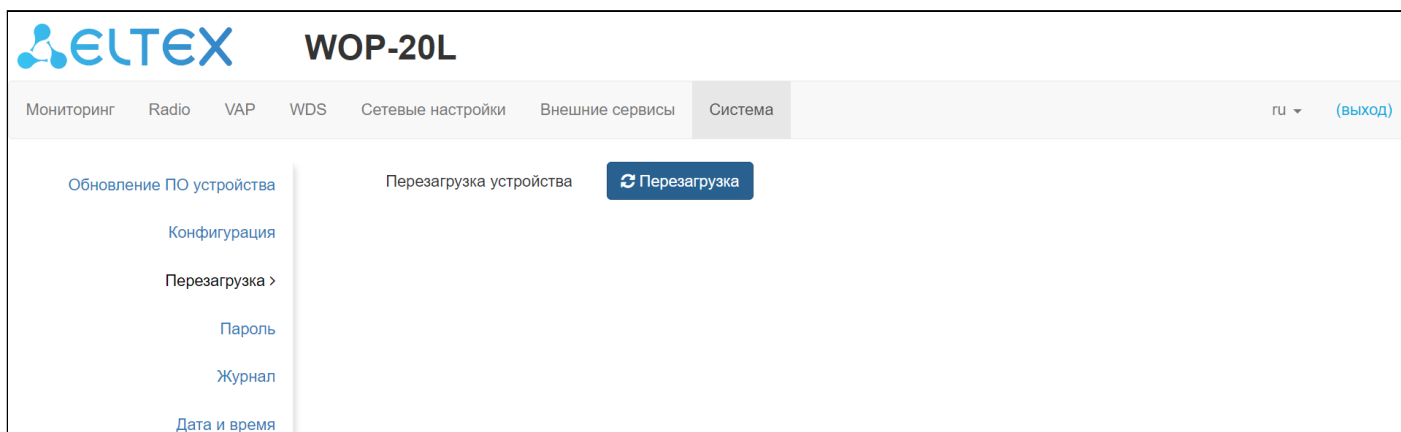 ELTEX WOP-20L
Мониторинг Radio VAP WDS Сетевые настройки Внешние сервисы Система ru (выход)
Обновление ПО устройства
Перезагрузка устройства Перезагрузка
Конфигурация
Перезагрузка >
Пароль
Журнал
Дата и время